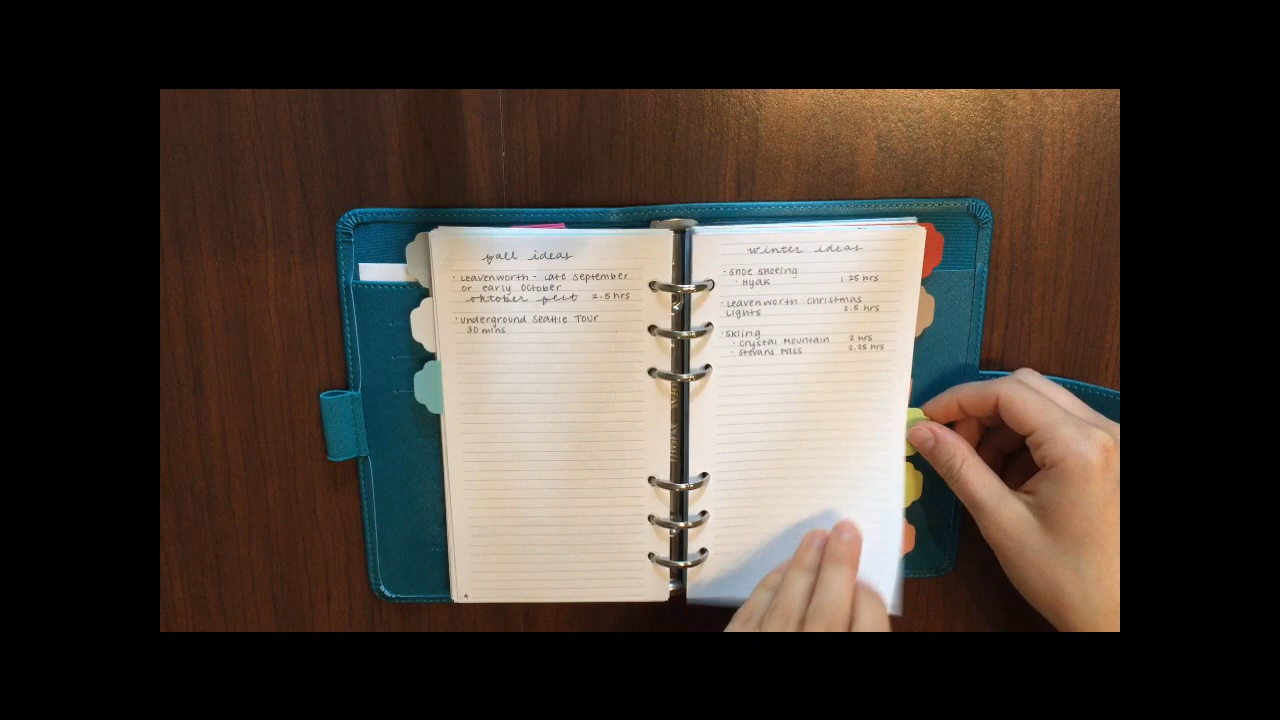 fall ideas
· Leavenworth - Late September
or early October
oktober fest 2.5 hrs
· Underground Seattle Tour
30 mins
winter ideas
· Snoe shoeing
· Hyak 1.25 hrs
· Leavenworth Christmas
Lights 2.5 hrs
· Skiing
· Crystal Mountain 2 hrs
· Stevans Pass 2.25 hrs